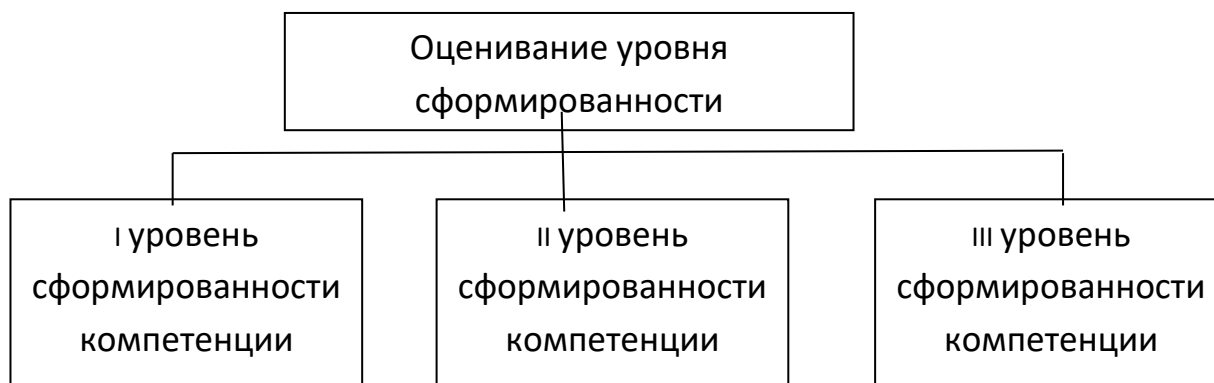 Оценивание уровня
сформированности
I уровень
сформированности
компетенции
II уровень
сформированности
компетенции
III уровень
сформированности
компетенции